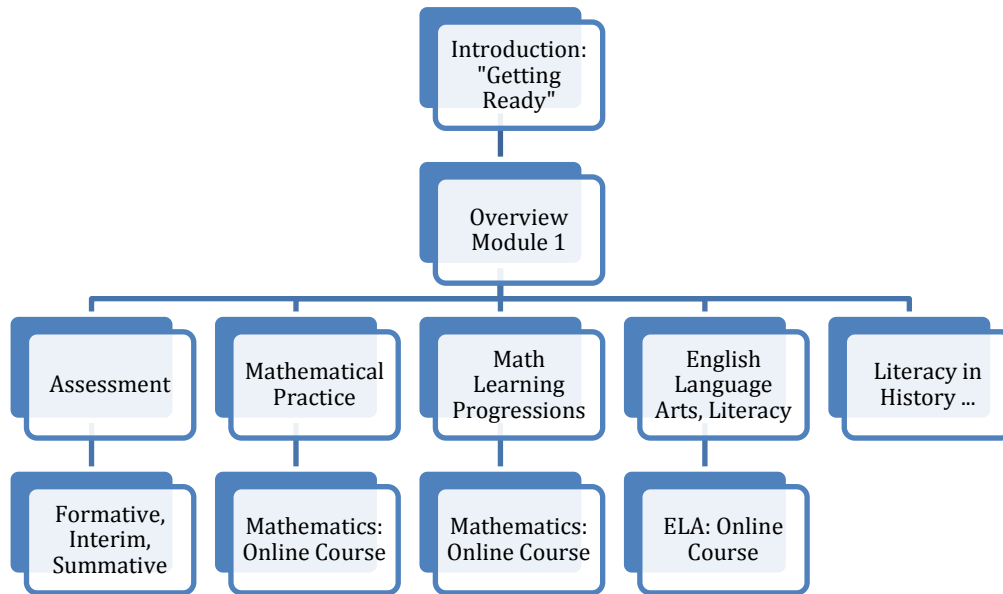 Introduction:
"Getting
Ready"
Overview
Module 1
Assessment
Mathematical
Practice
Math
Learning
Progressions
English
Language
Arts, Literacy
Literacy in
History ...
Formative,
Interim,
Summative
Mathematics:
Online Course
Mathematics:
Online Course
ELA: Online
Course